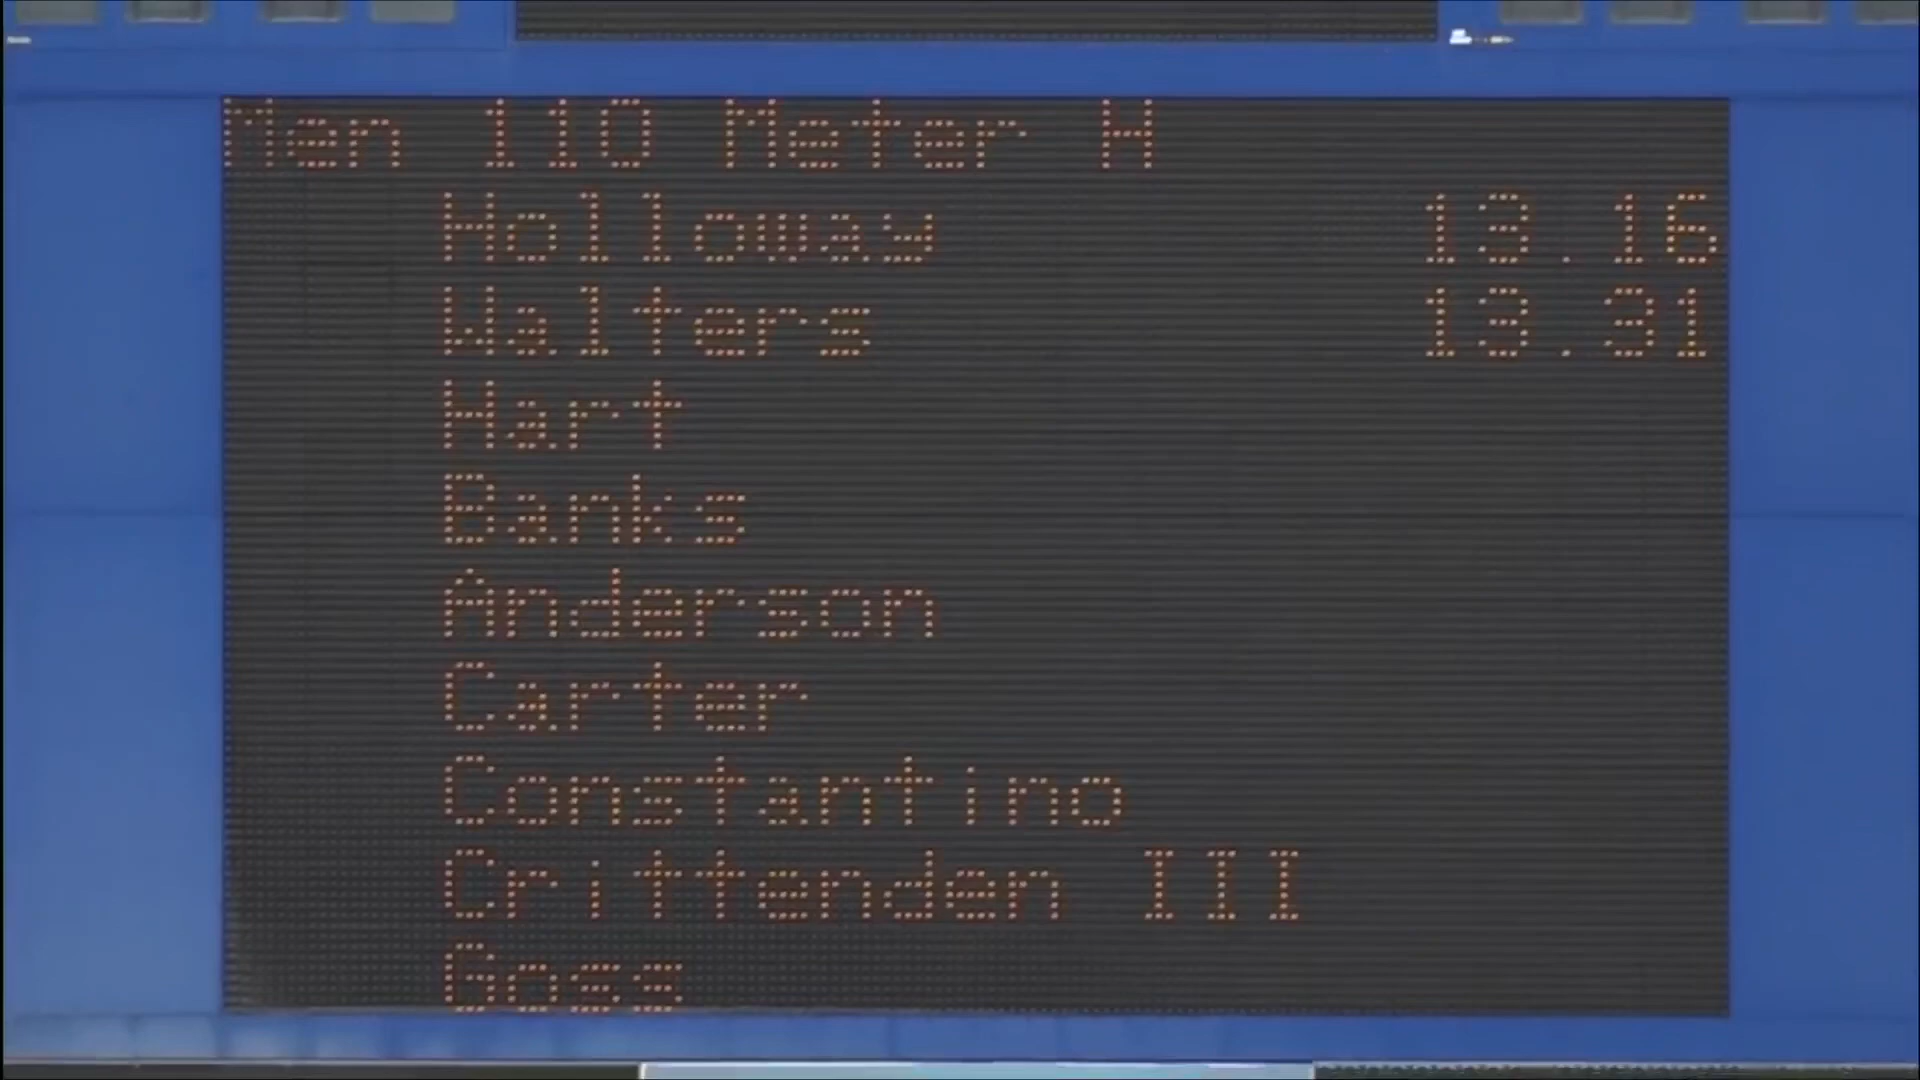 Men 110 Meter H
Holloway 13.16
Walters 13.31
Hart
Banks
Anderson
Carter
Constantino
Crittenden III
Goss